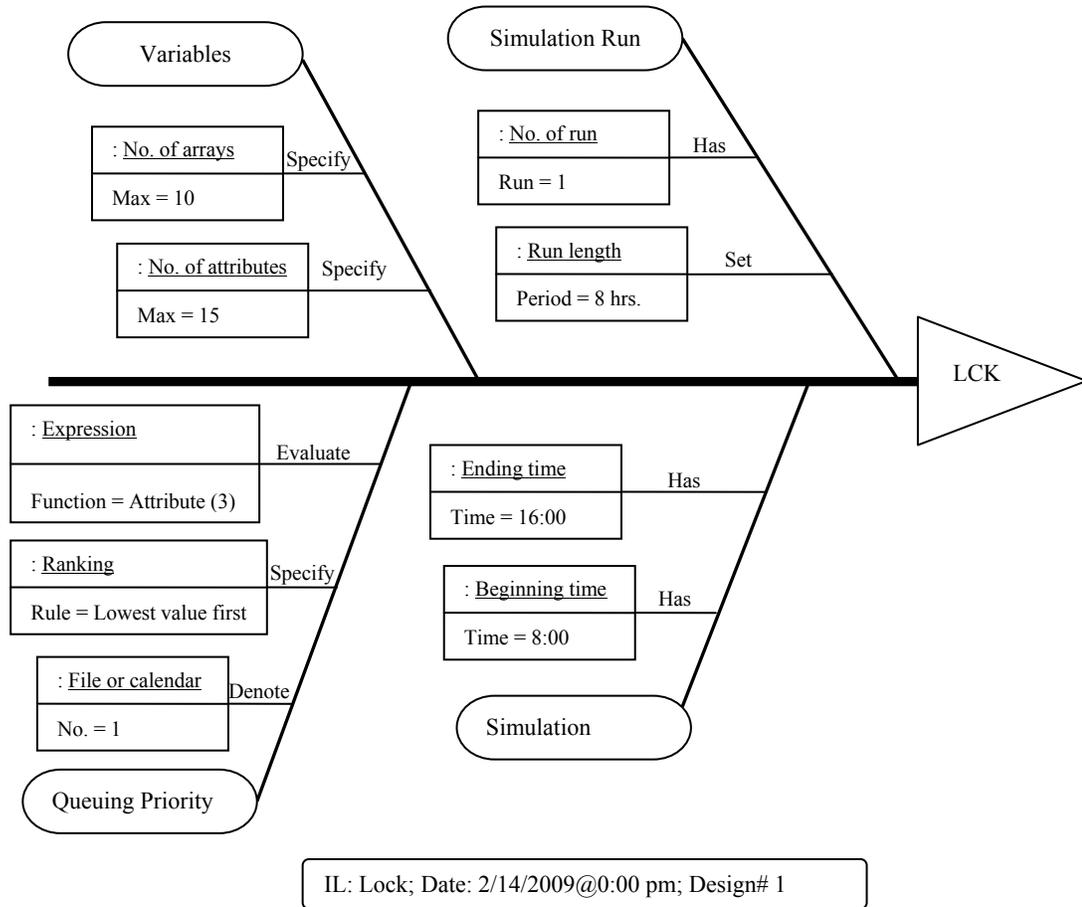 Variables
Simulation Run
: No. of arrays
Specify
Max = 10
: No. of attributes
Specify
Max = 15
: No. of run
Has
Run = 1
: Run length
Set
Period = 8 hrs.
LCK
: Expression
Evaluate
Function = Attribute (3)
: Ranking
Specify
Rule = Lowest value first
: File or calendar
Denote
No. = 1
Queuing Priority
: Ending time
Has
Time = 16:00
: Beginning time
Has
Time = 8:00
Simulation
IL: Lock; Date: 2/14/2009@0:00 pm; Design# 1